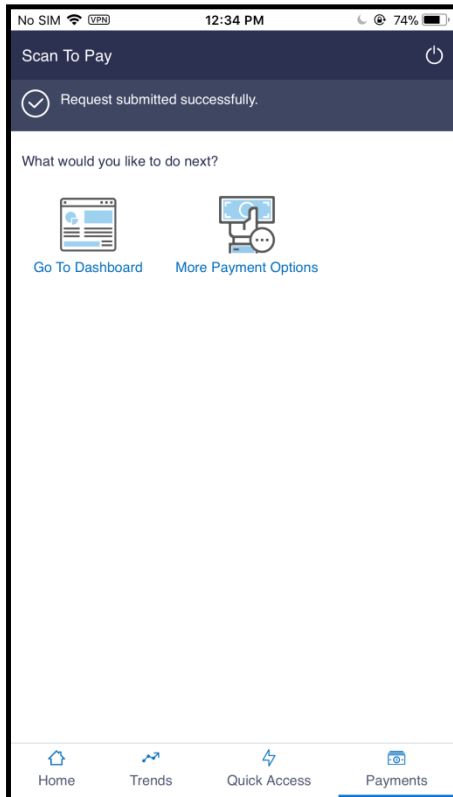 No SIM VPN 12:34 PM 74%
Scan To Pay
Request submitted successfully.
What would you like to do next?
Go To Dashboard More Payment Options
Home Trends Quick Access Payments